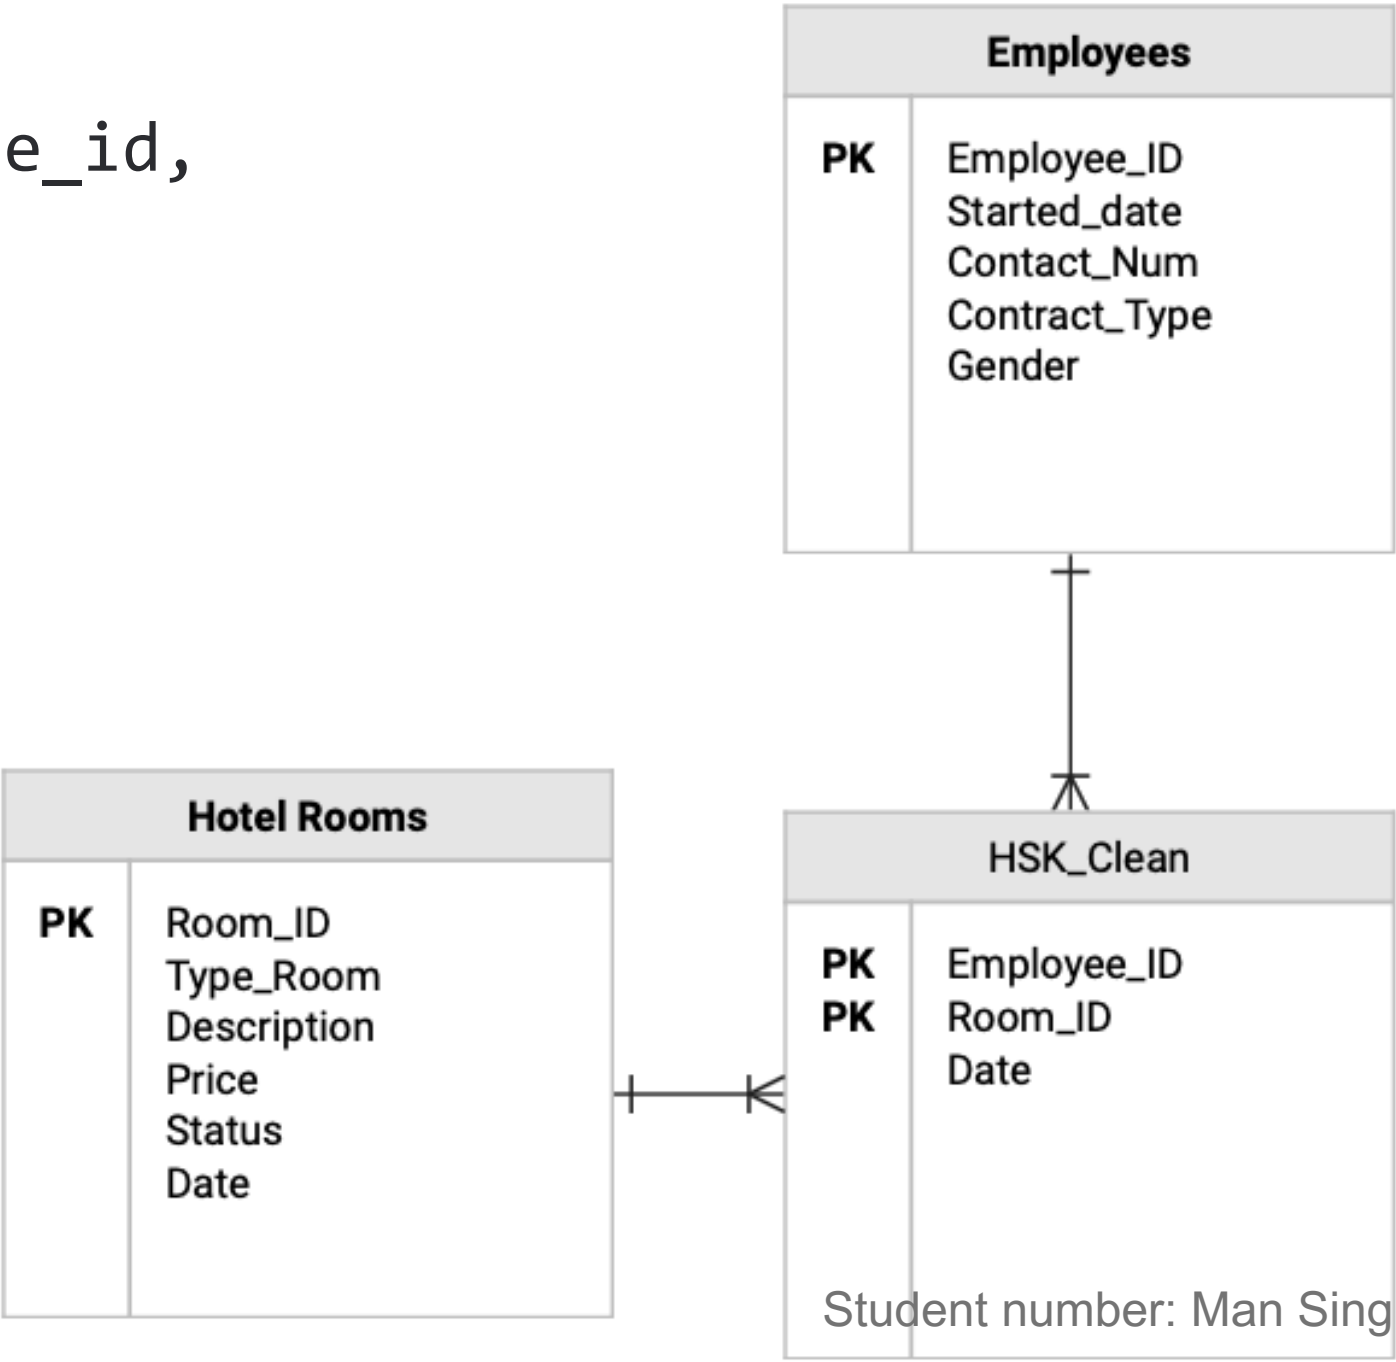 e_id,
Employees
PK Employee_ID
Started_date
Contact_Num
Contract_Type
Gender
Hotel Rooms
PK Room_ID
Type_Room
Description
Price
Status
Date
HSK_Clean
PK Employee_ID
PK Room_ID
Date
Student number: Man Sing